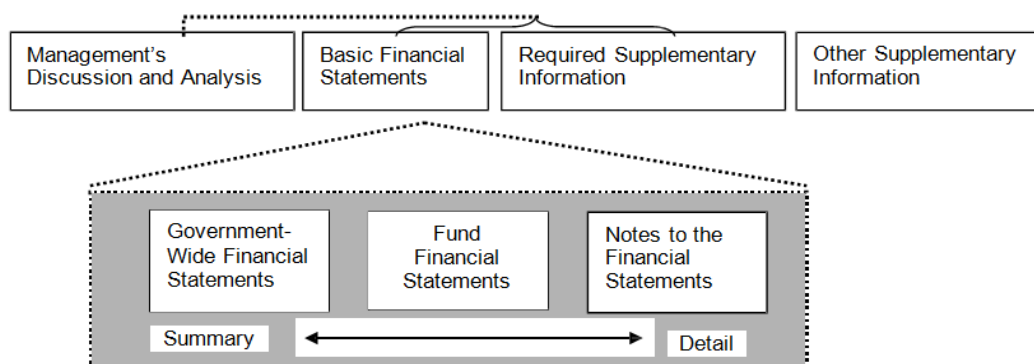 Management's
Discussion and Analysis
Basic Financial
Statements
Required Supplementary
Information
Other Supplementary
Information
Government-
Wide Financial
Statements
Fund
Financial
Statements
Notes to the
Financial
Statements
Summary
Detail